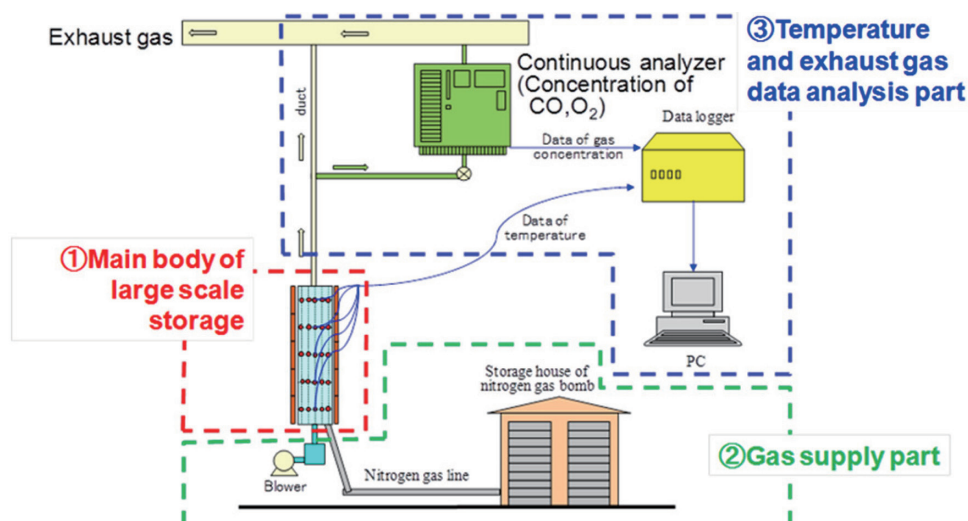 Exhaust gas
③Temperature
and exhaust gas
data analysis part
Continuous analyzer
(Concentration of
CO,O₂)
Data logger
duct
Data of gas
concentration
Data of
temperature
①Main body of
large scale
storage
PC
Storage house of
nitrogen gas bomb
②Gas supply part
Nitrogen gas line
Blower